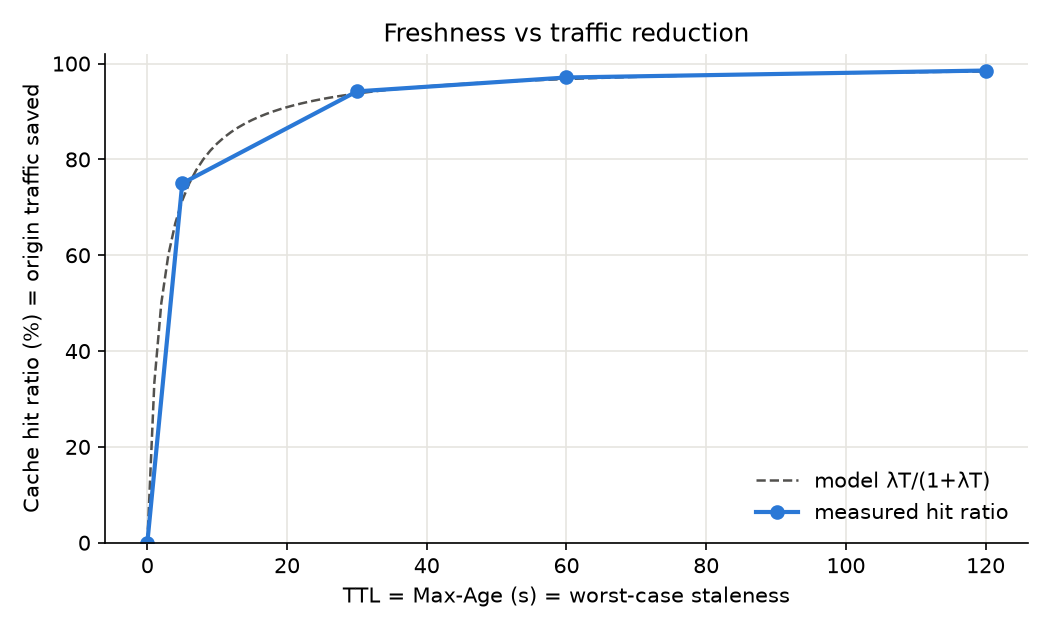 Freshness vs traffic reduction
Cache hit ratio (%) = origin traffic saved
100
80
60
40
20
0
model λT/(1+λT)
measured hit ratio
0 20 40 60 80 100 120
TTL = Max-Age (s) = worst-case staleness